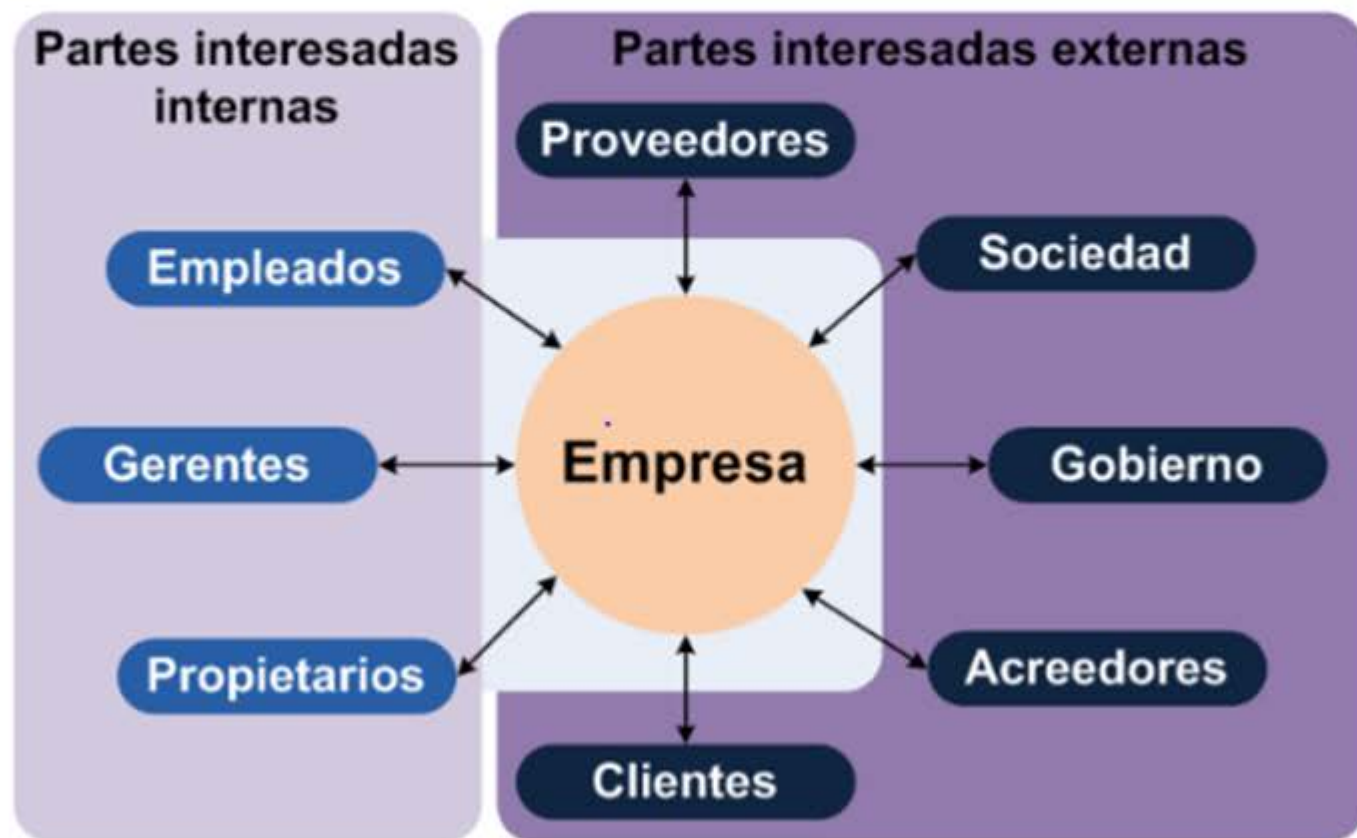 Partes interesadas
internas
Partes interesadas externas
Proveedores
Empleados
Sociedad
Gerentes
Empresa
Gobierno
Propietarios
Acreedores
Clientes